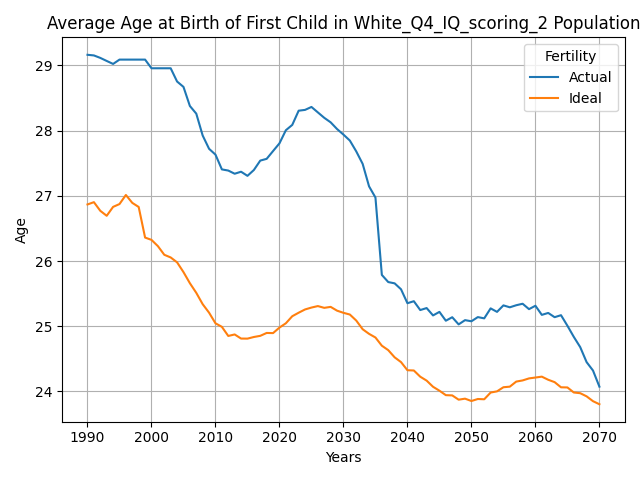 Average Age at Birth of First Child in White_Q4_IQ_scoring_2 Population
Fertility
Actual
Ideal
29
28
27
26
25
24
Age
1990
2000
2010
2020
2030
2040
2050
2060
2070
Years